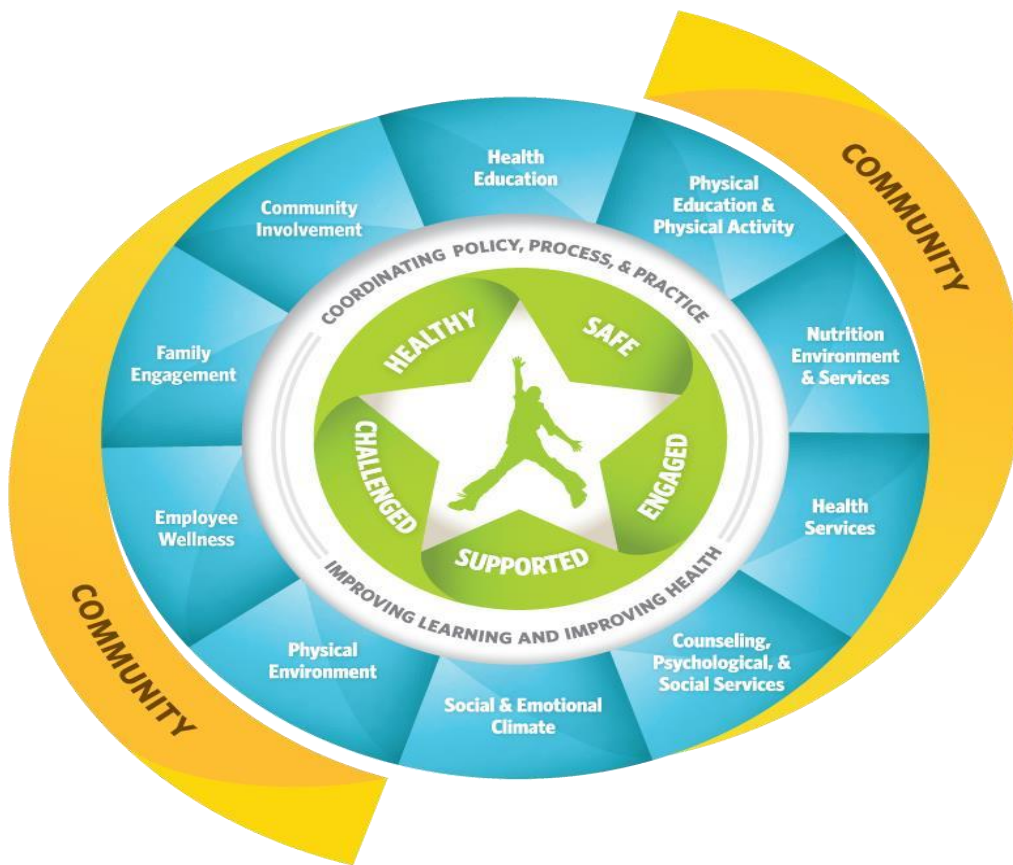 COMMUNITY
Health
Education
Physical
Education &
Physical Activity
Nutrition
Environment
& Services
Health
Services
Counseling,
Psychological, &
Social Services
Social & Emotional
Climate
Physical
Environment
Employee
Wellness
Family
Engagement
Community
Involvement
COORDINATING POLICY, PROCESS, & PRACTICE
IMPROVING LEARNING AND IMPROVING HEALTH
HEALTHY
SAFE
ENGAGED
SUPPORTED
CHALLENGED
COMMUNITY